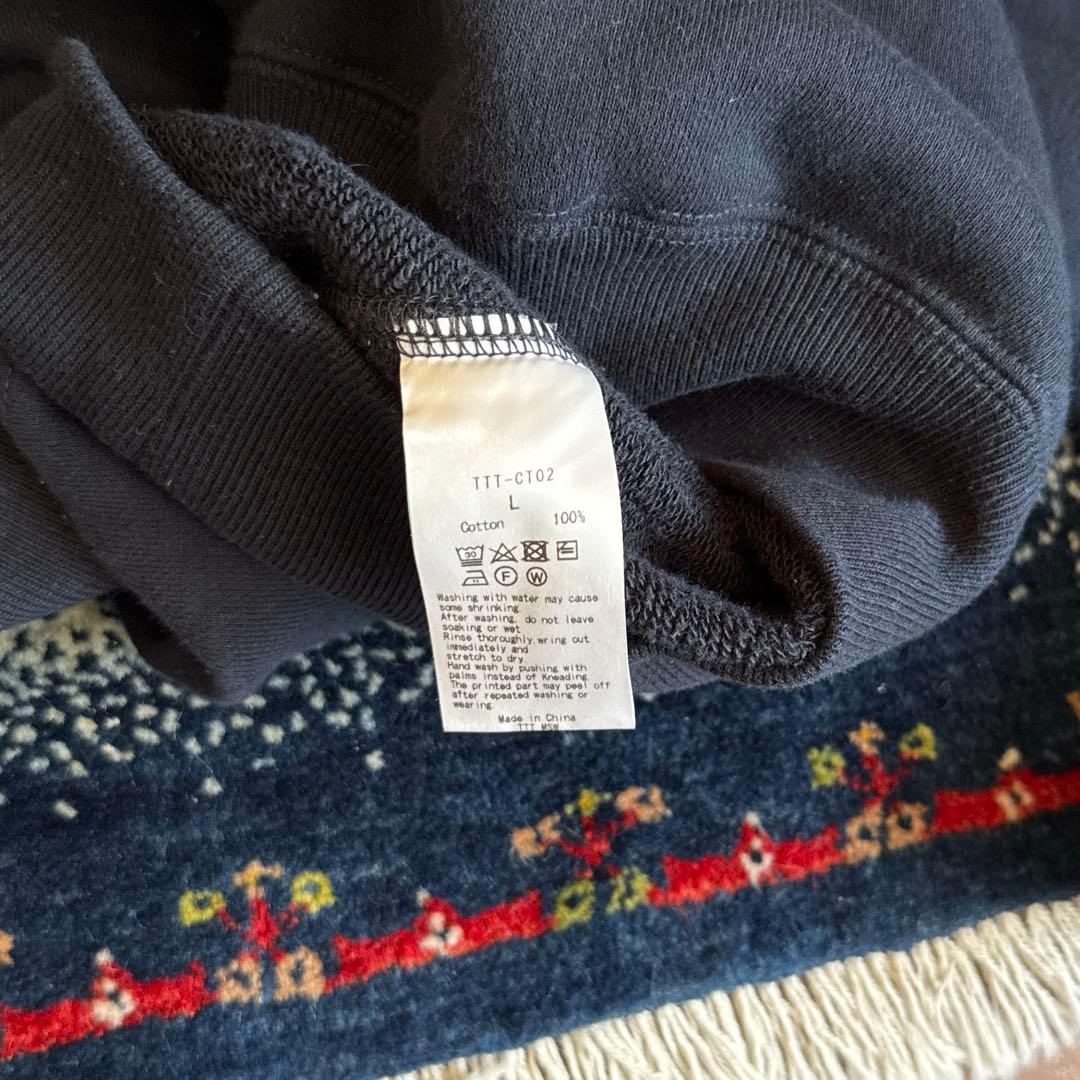 TTT-CT02
L
Cotton 100%
30
F W
Washing with water may cause
some shrinking.
After washing, do not leave
soaking or wet
Rinse thoroughly,wring out
immediately and
stretch to dry.
Hand wash by pushing with
palms instead of Kneading.
The printed part may peel off
after repeated washing or
wearing.
Made in China
TTT MSW